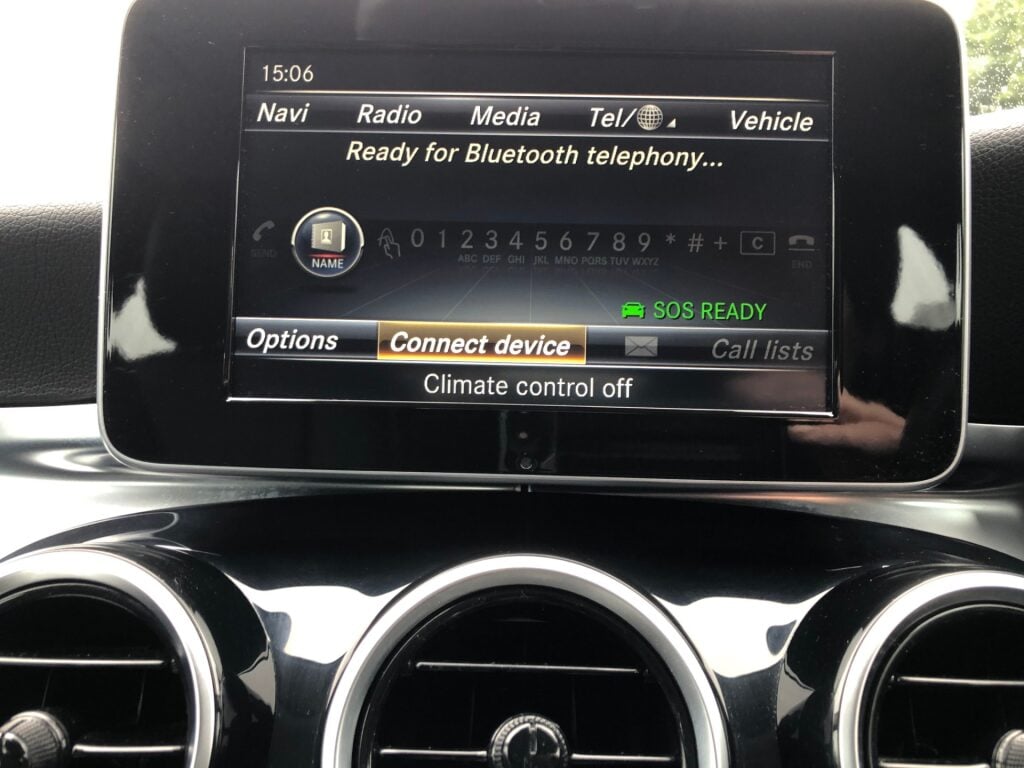 15:06
Navi Radio Media Tel/ Vehicle
Ready for Bluetooth telephony...
SEND NAME 0 1 2 3 4 5 6 7 8 9 * # + C END
ABC DEF GHI JKL MNO PQRS TUV WXYZ
SOS READY
Options Connect device Call lists
Climate control off